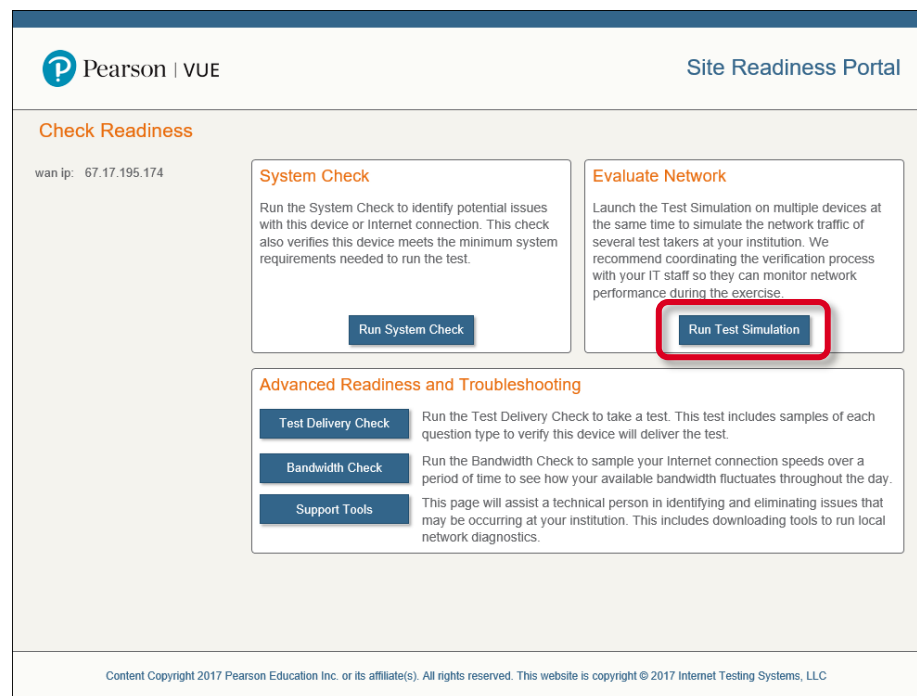 Pearson | VUE
Site Readiness Portal
Check Readiness
wan ip: 67.17.195.174
System Check
Run the System Check to identify potential issues
with this device or Internet connection. This check
also verifies this device meets the minimum system
requirements needed to run the test.
Run System Check
Evaluate Network
Launch the Test Simulation on multiple devices at
the same time to simulate the network traffic of
several test takers at your institution. We
recommend coordinating the verification process
with your IT staff so they can monitor network
performance during the exercise.
Run Test Simulation
Advanced Readiness and Troubleshooting
Test Delivery Check
Run the Test Delivery Check to take a test. This test includes samples of each
question type to verify this device will deliver the test.
Bandwidth Check
Run the Bandwidth Check to sample your Internet connection speeds over a
period of time to see how your available bandwidth fluctuates throughout the day.
Support Tools
This page will assist a technical person in identifying and eliminating issues that
may be occurring at your institution. This includes downloading tools to run local
network diagnostics.
Content Copyright 2017 Pearson Education Inc. or its affiliate(s). All rights reserved. This website is copyright © 2017 Internet Testing Systems, LLC